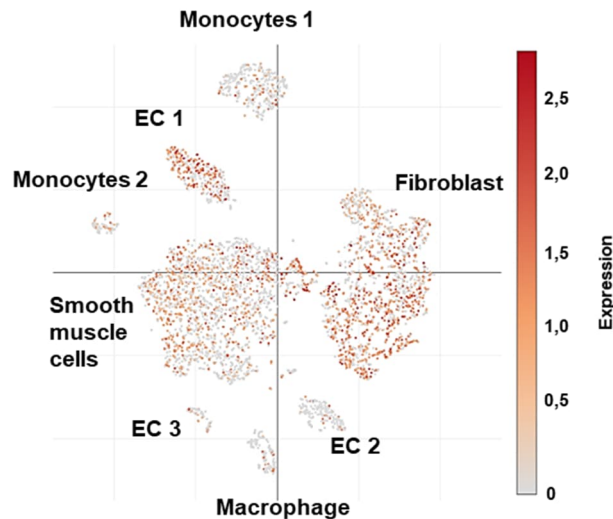 Monocytes 1
EC 1
Monocytes 2
Fibroblast
Smooth
muscle
cells
EC 3
EC 2
Macrophage
2,5
2,0
1,5
1,0
0,5
0
Expression